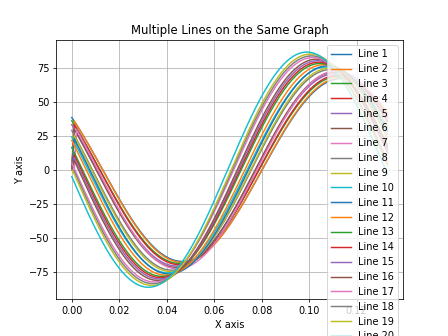 Multiple Lines on the Same Graph
Y axis
75
50
25
0
−25
−50
−75
0.00
0.02
0.04
0.06
0.08
0.10
X axis
Line 1
Line 2
Line 3
Line 4
Line 5
Line 6
Line 7
Line 8
Line 9
Line 10
Line 11
Line 12
Line 13
Line 14
Line 15
Line 16
Line 17
Line 18
Line 19
Line 20